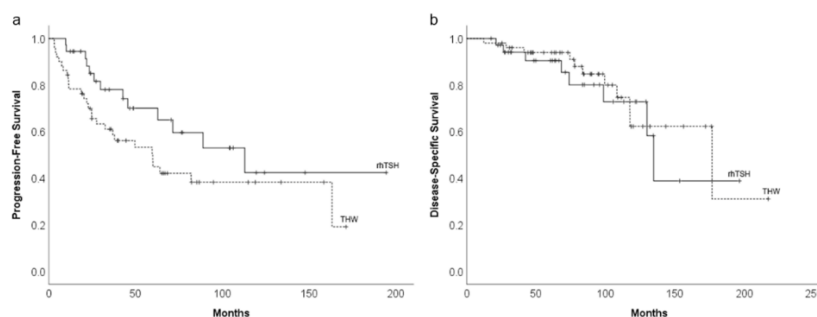 a
Progression-Free Survival
1.0
0.8
0.6
0.4
0.2
0.0
rhTSH
THW
0 50 100 150 200
Months
b
Disease-Specific Survival
1.0
0.8
0.6
0.4
0.2
0.0
rhTSH
THW
0 50 100 150 200 25
Months